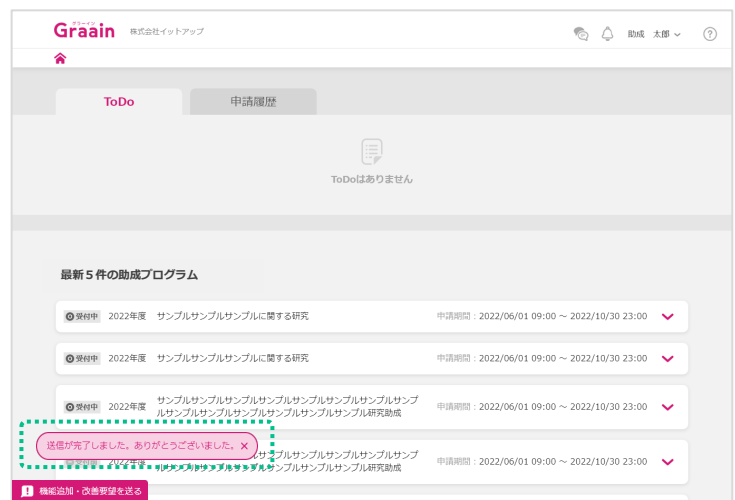 グラーイン
Graain 株式会社イットアップ 助成 太郎
ToDo 申請履歴
ToDoはありません
最新５件の助成プログラム
受付中 2022年度 サンプルサンプルサンプルに関する研究 申請期間：2022/06/01 09:00 ～ 2022/10/30 23:00
受付中 2022年度 サンプルサンプルサンプルに関する研究 申請期間：2022/06/01 09:00 ～ 2022/10/30 23:00
サンプルサンプルサンプルサンプルサンプルサンプルサンプルサンプ
受付中 2022年度 申請期間：2022/06/01 09:00 ～ 2022/10/30 23:00
ルサンプルサンプルサンプルサンプルサンプルサンプル研究助成
送信が完了しました。ありがとうございました。 ×
ルサンプルサンプルサンプルサンプルサンプ
2022年度 申請期間：2022/06/01 09:00 ～ 2022/10/30 23:00
ルサンプルサンプルサンプルサンプルサンプルサンプル研究助成
機能追加・改善要望を送る